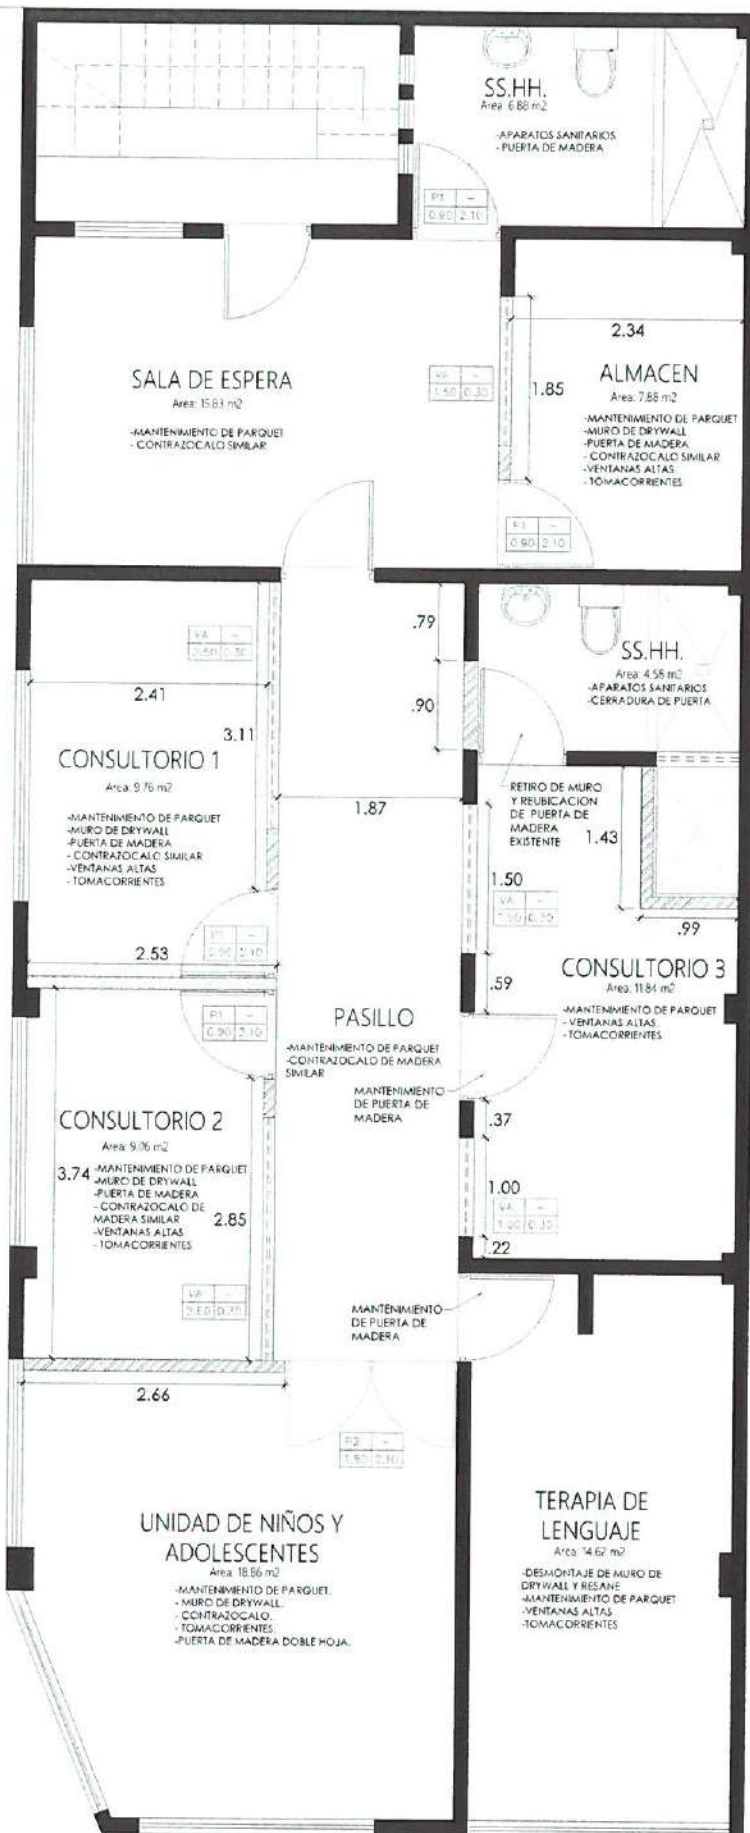 SS.HH.
Area: 6.88 m2
-APARATOS SANITARIOS
- PUERTA DE MADERA
P1 -
0.90 2.10
SALA DE ESPERA
Area: 15.83 m2
-MANTENIMIENTO DE PARQUET
- CONTRAZOCALO SIMILAR
VA -
1.50 0.30
1.85
2.34
ALMACEN
Area: 7.88 m2
-MANTENIMIENTO DE PARQUET
-MURO DE DRYWALL
-PUERTA DE MADERA
- CONTRAZOCALO SIMILAR
-VENTANAS ALTAS
- TOMACORRIENTES
P1 -
0.90 2.10
VA -
2.50 0.30
2.41
3.11
CONSULTORIO 1
Area: 9.76 m2
-MANTENIMIENTO DE PARQUET
-MURO DE DRYWALL
-PUERTA DE MADERA
- CONTRAZOCALO SIMILAR
-VENTANAS ALTAS
- TOMACORRIENTES
P1 -
0.90 2.10
2.53
.79
.90
1.87
SS.HH.
Area: 4.58 m2
-APARATOS SANITARIOS
-CERRADURA DE PUERTA
RETIRO DE MURO
Y REUBICACION
DE PUERTA DE
MADERA
EXISTENTE
1.43
1.50
VA -
1.50 0.30
.99
.59
CONSULTORIO 3
Area: 11.84 m2
-MANTENIMIENTO DE PARQUET
- VENTANAS ALTAS.
- TOMACORRIENTES
P1 -
0.90 2.10
PASILLO
-MANTENIMIENTO DE PARQUET
-CONTRAZOCALO DE MADERA
SIMILAR
MANTENIMIENTO
DE PUERTA DE
MADERA
.37
1.00
VA -
1.00 0.30
.22
CONSULTORIO 2
Area: 9.06 m2
3.74
-MANTENIMIENTO DE PARQUET
-MURO DE DRYWALL
-PUERTA DE MADERA
- CONTRAZOCALO DE
MADERA SIMILAR
-VENTANAS ALTAS
- TOMACORRIENTES
2.85
VA -
MANTENIMIENTO
DE PUERTA DE
MADERA
2.66
P2 -
1.80 2.10
UNIDAD DE NIÑOS Y
ADOLESCENTES
Area: 18.86 m2
-MANTENIMIENTO DE PARQUET.
- MURO DE DRYWALL.
- CONTRAZOCALO.
- TOMACORRIENTES.
-PUERTA DE MADERA DOBLE HOJA.
TERAPIA DE
LENGUAJE
Area: 14.62 m2
-DESMONTAJE DE MURO DE
DRYWALL Y RESANE
-MANTENIMIENTO DE PARQUET
-VENTANAS ALTAS
-TOMACORRIENTES